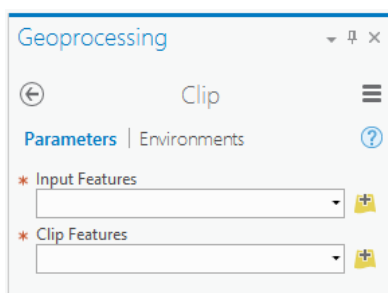 Geoprocessing
Clip
Parameters | Environments
* Input Features
* Clip Features